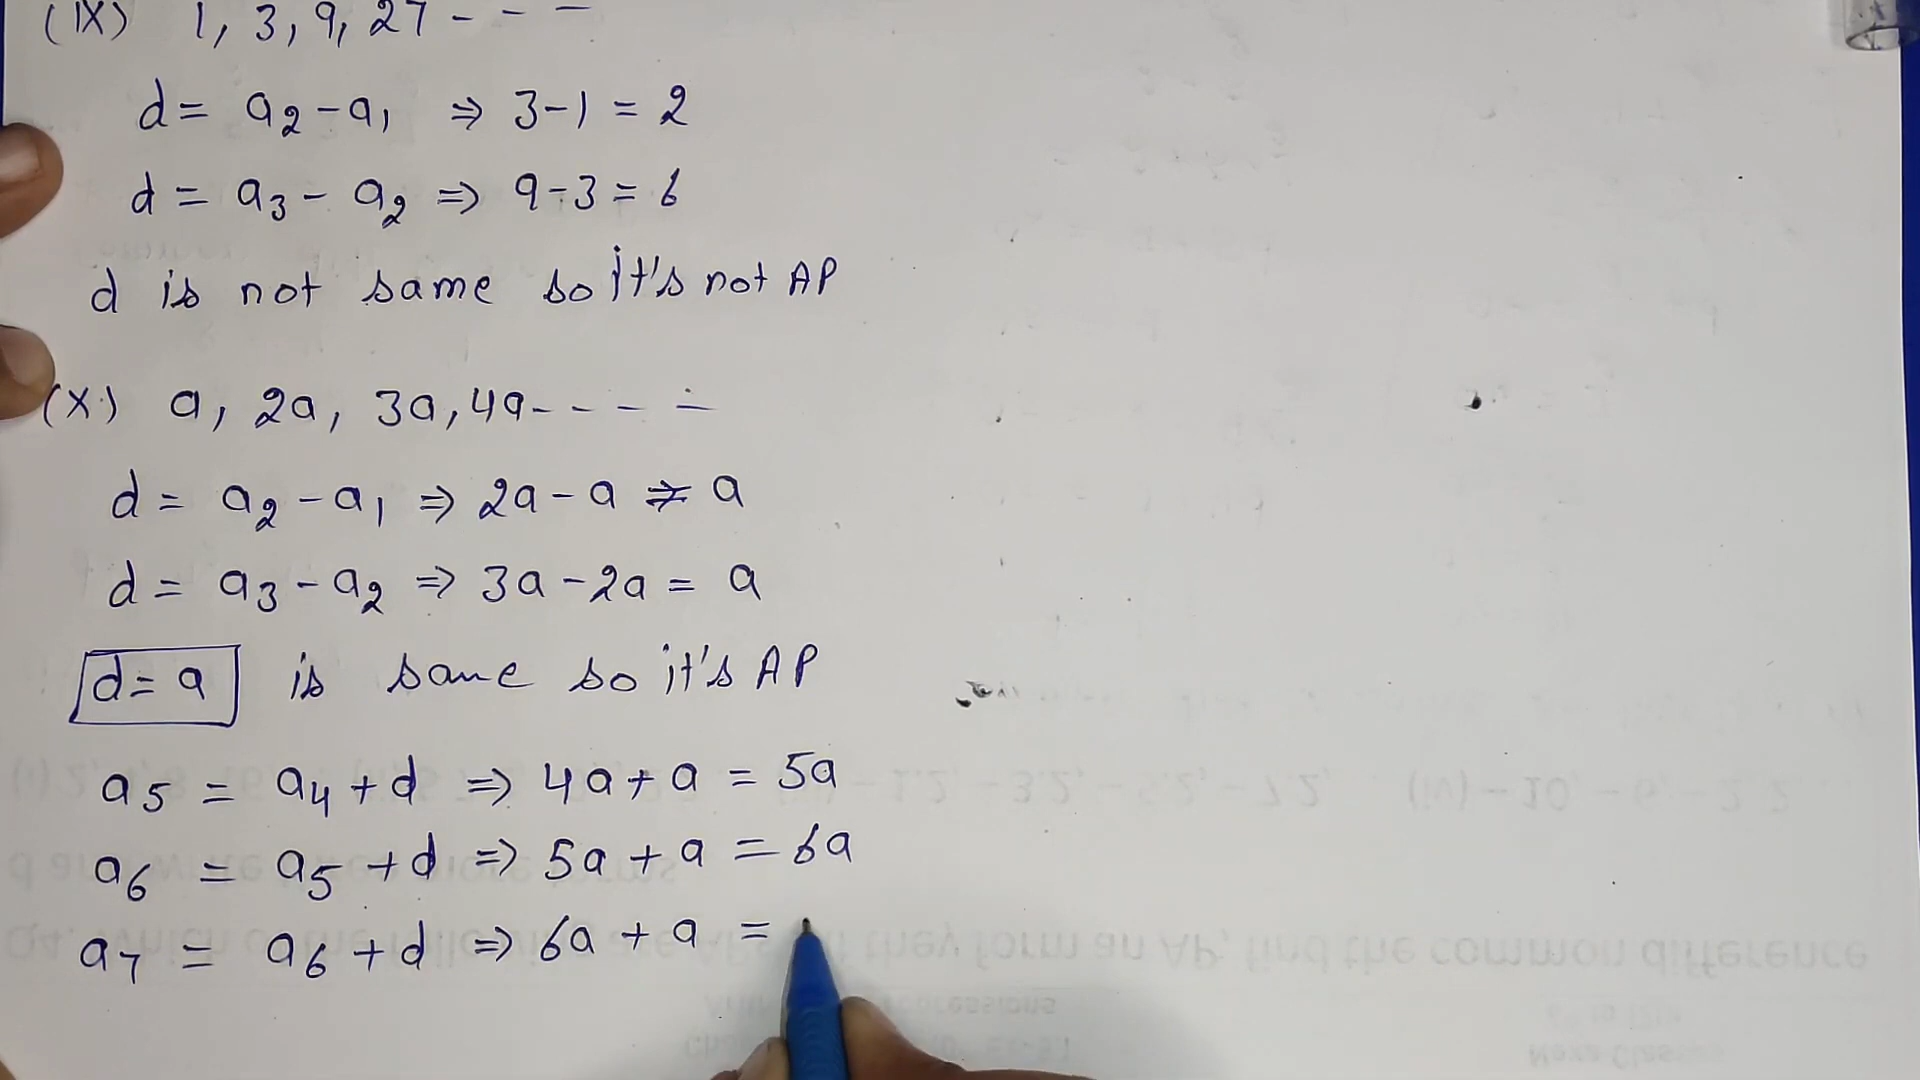 (IX) 1, 3, 9, 27 - - -
d = a2 - a1 ⇒ 3-1 = 2
d = a3 - a2 ⇒ 9-3 = 6
d is not same so it's not AP
(X) a, 2a, 3a, 4a - - - -
d = a2 - a1 ⇒ 2a - a ⇒ a
d = a3 - a2 ⇒ 3a - 2a = a
d = a is same so it's AP
a5 = a4 + d ⇒ 4a + a = 5a
a6 = a5 + d ⇒ 5a + a = 6a
a7 = a6 + d ⇒ 6a + a =